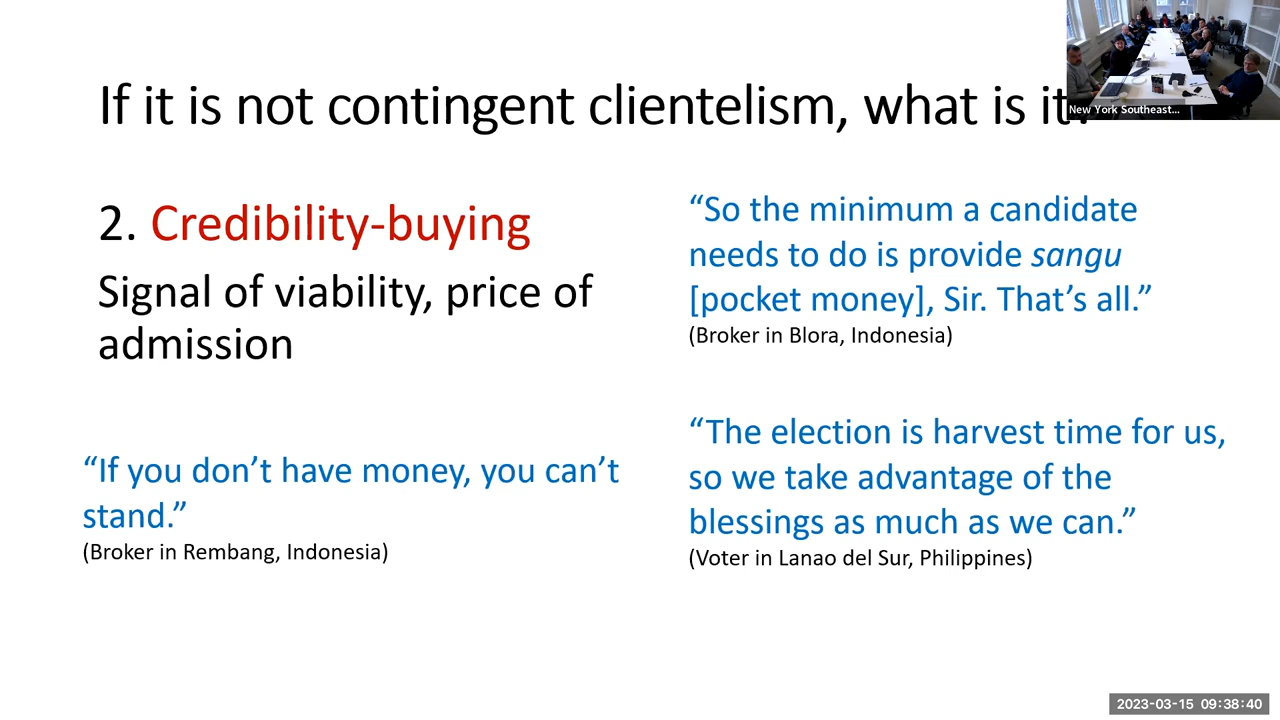 If it is not contingent clientelism, what is it
New York Southeast...
2. Credibility-buying
Signal of viability, price of
admission
“If you don’t have money, you can’t
stand.”
(Broker in Rembang, Indonesia)
“So the minimum a candidate
needs to do is provide sangu
[pocket money], Sir. That’s all.”
(Broker in Blora, Indonesia)
“The election is harvest time for us,
so we take advantage of the
blessings as much as we can.”
(Voter in Lanao del Sur, Philippines)
2023-03-15 09:38:40